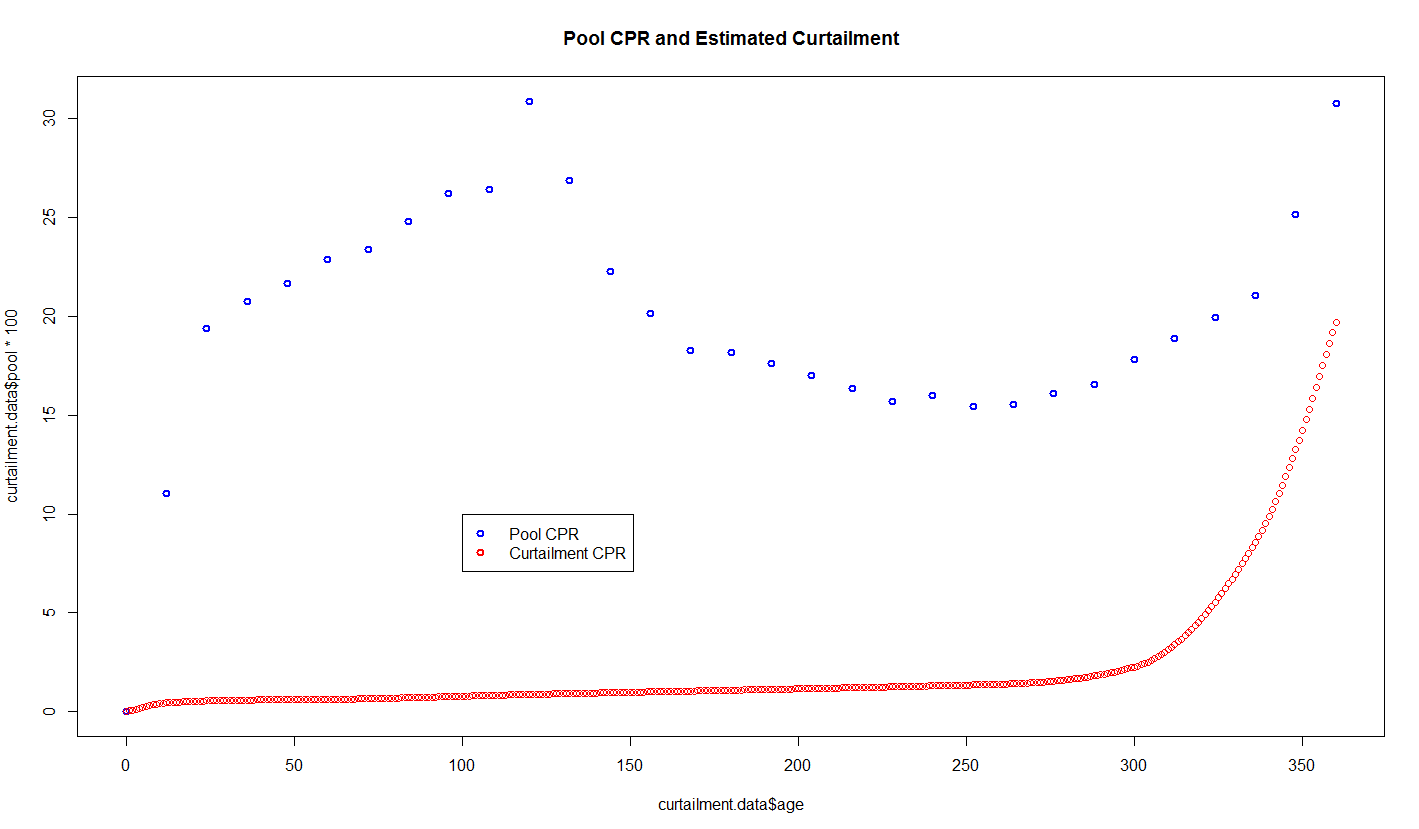 Pool CPR and Estimated Curtailment
curtailment.data$pool * 100
30
25
20
15
10
5
0
Pool CPR
Curtailment CPR
0 50 100 150 200 250 300 350
curtailment.data$age